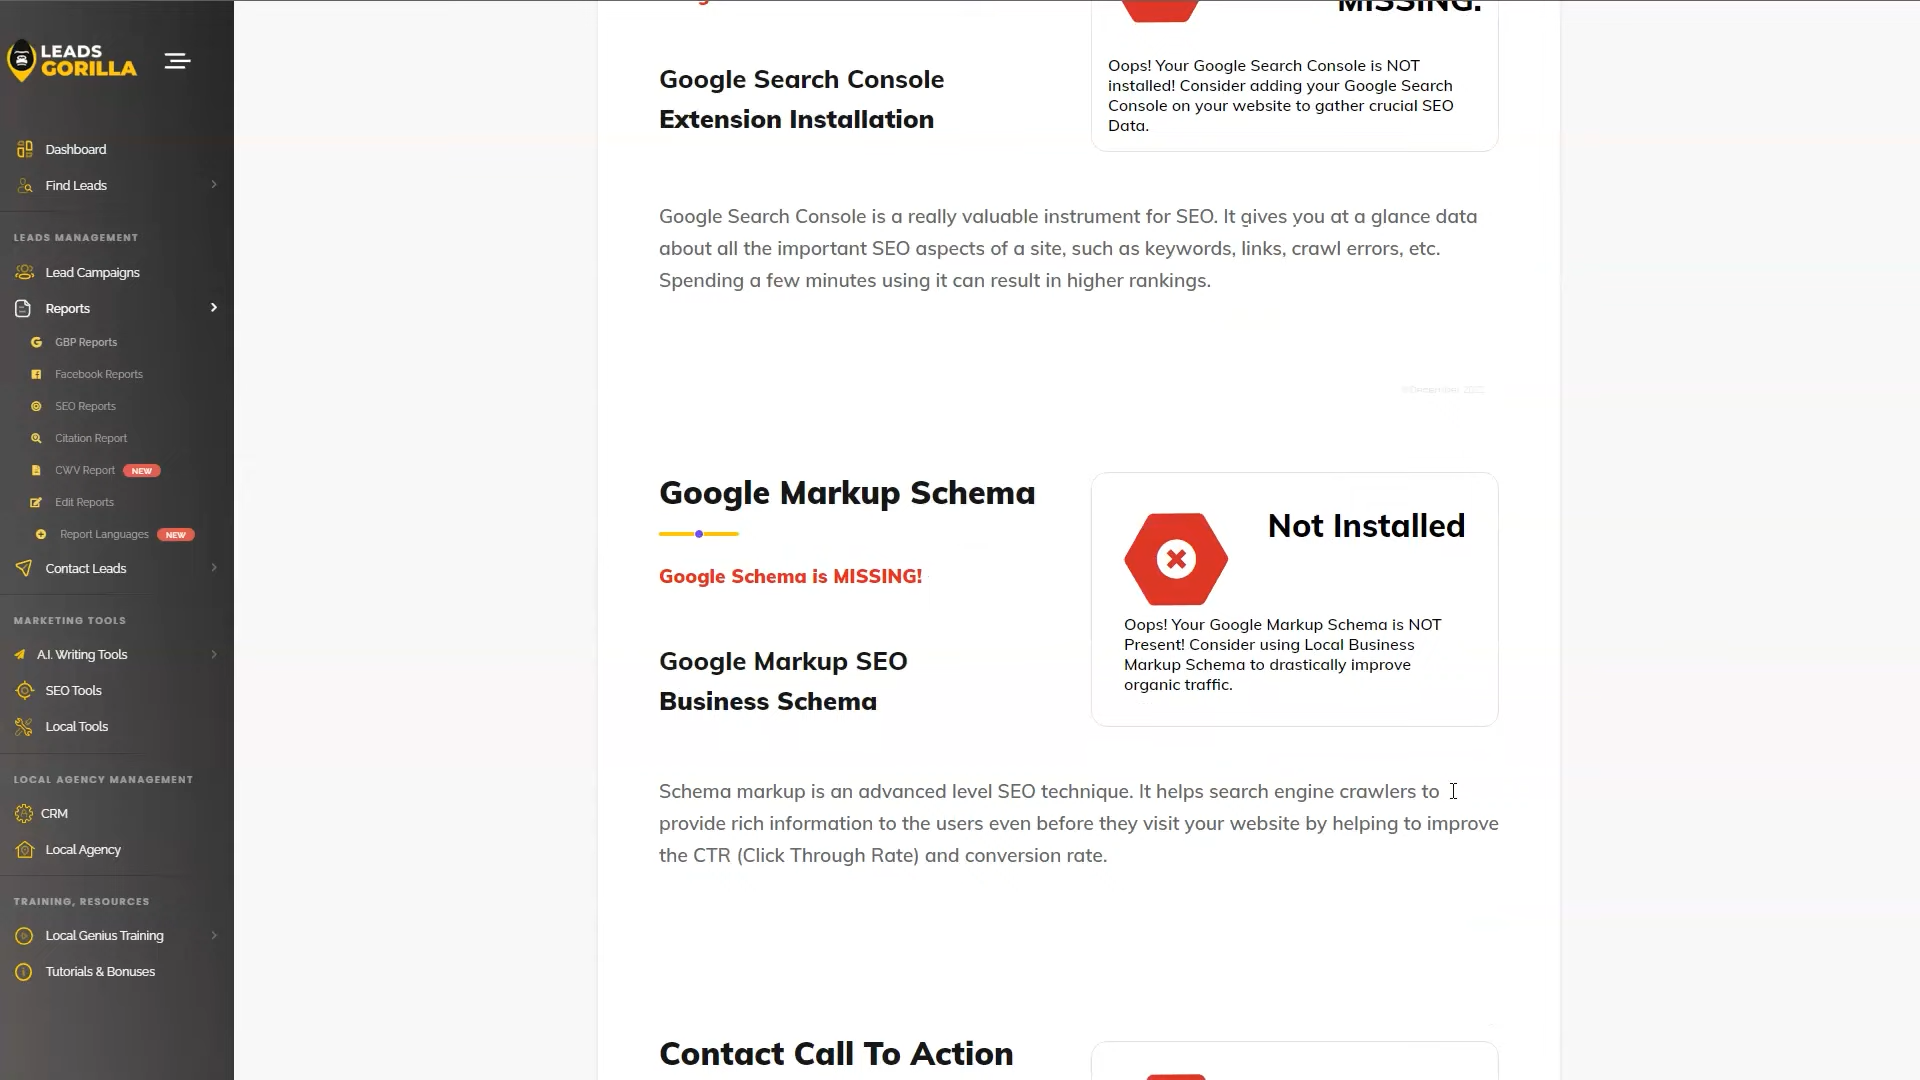 LEADS
GORILLA
Dashboard
Find Leads
LEADS MANAGEMENT
Lead Campaigns
Reports
GBP Reports
Facebook Reports
SEO Reports
Citation Report
CWV Report NEW
Edit Reports
Report Languages NEW
Contact Leads
MARKETING TOOLS
A.I. Writing Tools
SEO Tools
Local Tools
LOCAL AGENCY MANAGEMENT
CRM
Local Agency
TRAINING, RESOURCES
Local Genius Training
Tutorials & Bonuses
MISSING.
Google Search Console
Extension Installation
Oops! Your Google Search Console is NOT
installed! Consider adding your Google Search
Console on your website to gather crucial SEO
Data.
Google Search Console is a really valuable instrument for SEO. It gives you at a glance data
about all the important SEO aspects of a site, such as keywords, links, crawl errors, etc.
Spending a few minutes using it can result in higher rankings.
Google Markup Schema
Google Schema is MISSING!
Google Markup SEO
Business Schema
Not Installed
Oops! Your Google Markup Schema is NOT
Present! Consider using Local Business
Markup Schema to drastically improve
organic traffic.
Schema markup is an advanced level SEO technique. It helps search engine crawlers to
provide rich information to the users even before they visit your website by helping to improve
the CTR (Click Through Rate) and conversion rate.
Contact Call To Action